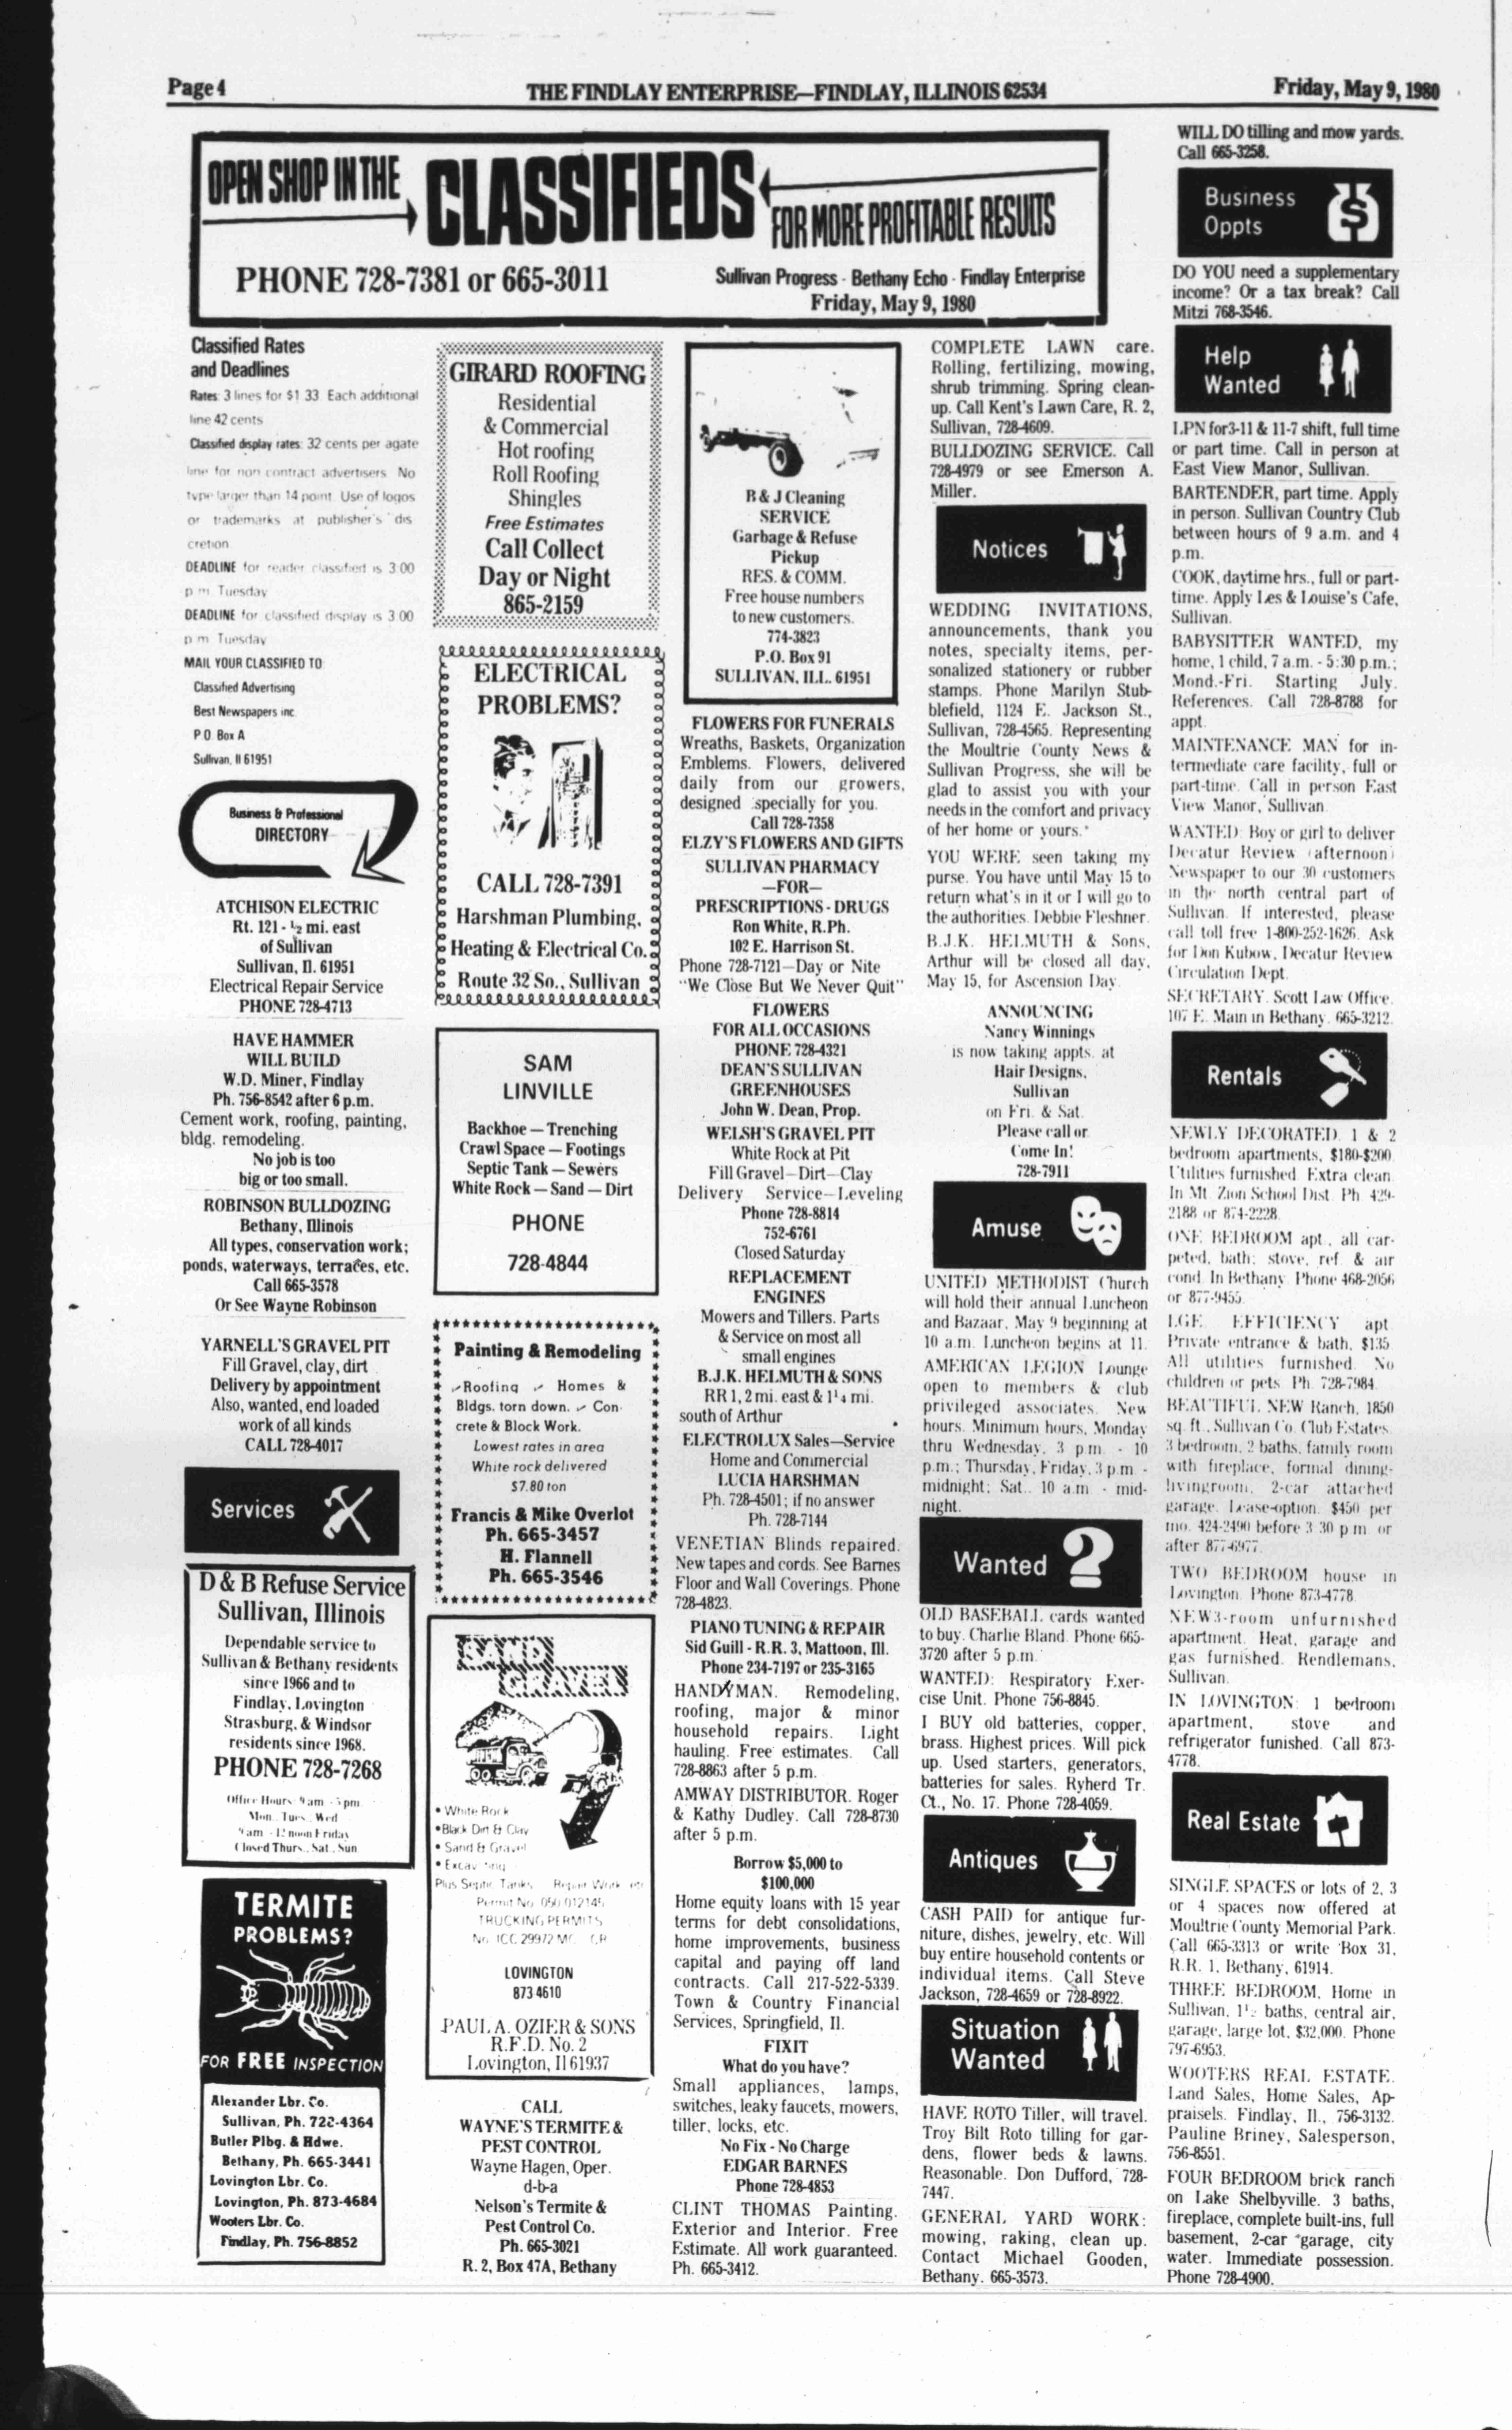 Page 4
THE FINDLAY ENTERPRISE—FINDLAY, ILLINOIS 62534
Friday, May 9, 1980
OPEN SHOP IN THE
CLASSIFIEDS
FOR MORE PROFITABLE RESULTS
PHONE 728-7381 or 665-3011
Sullivan Progress - Bethany Echo - Findlay Enterprise
Friday, May 9, 1980
Classified Rates
and Deadlines
Rates: 3 lines for $1.33. Each additional
line 42 cents
Classified display rates: 32 cents per agate
line for non contract advertisers. No
type larger than 14 point. Use of logos
or trademarks at publisher's dis
cretion
DEADLINE for reader classified is 3:00
p.m. Tuesday
DEADLINE for classified display is 3:00
p.m. Tuesday
MAIL YOUR CLASSIFIED TO:
Classified Advertising
Best Newspapers inc.
P.O. Box A
Sullivan, Il 61951
Business & Professional
DIRECTORY
ATCHISON ELECTRIC
Rt. 121 - ½ mi. east
of Sullivan
Sullivan, Il. 61951
Electrical Repair Service
PHONE 728-4713
HAVE HAMMER
WILL BUILD
W.D. Miner, Findlay
Ph. 756-8542 after 6 p.m.
Cement work, roofing, painting,
bldg. remodeling.
No job is too
big or too small.
ROBINSON BULLDOZING
Bethany, Illinois
All types, conservation work;
ponds, waterways, terraces, etc.
Call 665-3578
Or See Wayne Robinson
YARNELL'S GRAVEL PIT
Fill Gravel, clay, dirt
Delivery by appointment
Also, wanted, end loaded
work of all kinds
CALL 728-4017
Services
D & B Refuse Service
Sullivan, Illinois
Dependable service to
Sullivan & Bethany residents
since 1966 and to
Findlay, Lovington
Strasburg, & Windsor
residents since 1968.
PHONE 728-7268
Office Hours: 9 am - 5 pm
Mon., Tues., Wed
9 am - 12 noon Friday
Closed Thurs., Sat., Sun
TERMITE
PROBLEMS?
FOR FREE INSPECTION
Alexander Lbr. Co.
Sullivan, Ph. 728-4364
Butler Plbg. & Hdwe.
Bethany, Ph. 665-3441
Lovington Lbr. Co.
Lovington, Ph. 873-4684
Wooters Lbr. Co.
Findlay, Ph. 756-8852
GIRARD ROOFING
Residential
& Commercial
Hot roofing
Roll Roofing
Shingles
Free Estimates
Call Collect
Day or Night
865-2159
ELECTRICAL
PROBLEMS?
CALL 728-7391
Harshman Plumbing,
Heating & Electrical Co.
Route 32 So., Sullivan
SAM
LINVILLE
Backhoe — Trenching
Crawl Space — Footings
Septic Tank — Sewers
White Rock — Sand — Dirt
PHONE
728-4844
Painting & Remodeling
Roofing Homes &
Bldgs. torn down. Con-
crete & Block Work.
Lowest rates in area
White rock delivered
$7.80 ton
Francis & Mike Overlot
Ph. 665-3457
H. Flannell
Ph. 665-3546
SAND
GRAVEL
• White Rock
• Black Dirt & Clay
• Sand & Gravel
• Excavating
Plus Septic Tanks Repair Work etc
Permit No. 050-012145
TRUCKING PERMITS
No. ICC 29972 MC
LOVINGTON
873 4610
PAUL A. OZIER & SONS
R.F.D. No. 2
Lovington, Il 61937
CALL
WAYNE'S TERMITE &
PEST CONTROL
Wayne Hagen, Oper.
d-b-a
Nelson's Termite &
Pest Control Co.
Ph. 665-3021
R. 2, Box 47A, Bethany
B & J Cleaning
SERVICE
Garbage & Refuse
Pickup
RES. & COMM.
Free house numbers
to new customers.
774-3823
P.O. Box 91
SULLIVAN, ILL. 61951
FLOWERS FOR FUNERALS
Wreaths, Baskets, Organization
Emblems. Flowers, delivered
daily from our growers,
designed specially for you.
Call 728-7358
ELZY'S FLOWERS AND GIFTS
SULLIVAN PHARMACY
—FOR—
PRESCRIPTIONS - DRUGS
Ron White, R.Ph.
102 E. Harrison St.
Phone 728-7121—Day or Nite
"We Close But We Never Quit"
FLOWERS
FOR ALL OCCASIONS
PHONE 728-4321
DEAN'S SULLIVAN
GREENHOUSES
John W. Dean, Prop.
WELSH'S GRAVEL PIT
White Rock at Pit
Fill Gravel—Dirt—Clay
Delivery Service—Leveling
Phone 728-8814
752-6761
Closed Saturday
REPLACEMENT
ENGINES
Mowers and Tillers. Parts
& Service on most all
small engines
B.J.K. HELMUTH & SONS
RR 1, 2 mi. east & 1¼ mi.
south of Arthur
ELECTROLUX Sales—Service
Home and Commercial
LUCIA HARSHMAN
Ph. 728-4501; if no answer
Ph. 728-7144
VENETIAN Blinds repaired.
New tapes and cords. See Barnes
Floor and Wall Coverings. Phone
728-4823.
PIANO TUNING & REPAIR
Sid Guill - R.R. 3, Mattoon, Ill.
Phone 234-7197 or 235-3165
HANDYMAN. Remodeling,
roofing, major & minor
household repairs. Light
hauling. Free estimates. Call
728-8863 after 5 p.m.
AMWAY DISTRIBUTOR. Roger
& Kathy Dudley. Call 728-8730
after 5 p.m.
Borrow $5,000 to
$100,000
Home equity loans with 15 year
terms for debt consolidations,
home improvements, business
capital and paying off land
contracts. Call 217-522-5339.
Town & Country Financial
Services, Springfield, Il.
FIXIT
What do you have?
Small appliances, lamps,
switches, leaky faucets, mowers,
tiller, locks, etc.
No Fix - No Charge
EDGAR BARNES
Phone 728-4853
CLINT THOMAS Painting.
Exterior and Interior. Free
Estimate. All work guaranteed.
Ph. 665-3412.
COMPLETE LAWN care.
Rolling, fertilizing, mowing,
shrub trimming. Spring clean-
up. Call Kent's Lawn Care, R. 2,
Sullivan, 728-4609.
BULLDOZING SERVICE. Call
728-4979 or see Emerson A.
Miller.
Notices
WEDDING INVITATIONS,
announcements, thank you
notes, specialty items, per-
sonalized stationery or rubber
stamps. Phone Marilyn Stub-
blefield, 1124 E. Jackson St.,
Sullivan, 728-4565. Representing
the Moultrie County News &
Sullivan Progress, she will be
glad to assist you with your
needs in the comfort and privacy
of her home or yours.
YOU WERE seen taking my
purse. You have until May 15 to
return what's in it or I will go to
the authorities. Debbie Fleshner.
B.J.K. HELMUTH & Sons,
Arthur will be closed all day,
May 15, for Ascension Day.
ANNOUNCING
Nancy Winnings
is now taking appts. at
Hair Designs,
Sullivan
on Fri. & Sat.
Please call or
Come In!
728-7911
Amuse
UNITED METHODIST Church
will hold their annual Luncheon
and Bazaar, May 9 beginning at
10 a.m. Luncheon begins at 11.
AMERICAN LEGION Lounge
open to members & club
privileged associates. New
hours. Minimum hours, Monday
thru Wednesday, 3 p.m. - 10
p.m.; Thursday, Friday, 3 p.m. -
midnight; Sat.. 10 a.m. - mid-
night.
Wanted
OLD BASEBALL cards wanted
to buy. Charlie Bland. Phone 665-
3720 after 5 p.m.
WANTED: Respiratory Exer-
cise Unit. Phone 756-8845.
I BUY old batteries, copper,
brass. Highest prices. Will pick
up. Used starters, generators,
batteries for sales. Ryherd Tr.
Ct., No. 17. Phone 728-4059.
Antiques
CASH PAID for antique fur-
niture, dishes, jewelry, etc. Will
buy entire household contents or
individual items. Call Steve
Jackson, 728-4659 or 728-8922.
Situation
Wanted
HAVE ROTO Tiller, will travel.
Troy Bilt Roto tilling for gar-
dens, flower beds & lawns.
Reasonable. Don Dufford, 728-
7447.
GENERAL YARD WORK:
mowing, raking, clean up.
Contact Michael Gooden,
Bethany. 665-3573.
WILL DO tilling and mow yards.
Call 665-3258.
Business
Oppts
DO YOU need a supplementary
income? Or a tax break? Call
Mitzi 768-3546.
Help
Wanted
LPN for 3-11 & 11-7 shift, full time
or part time. Call in person at
East View Manor, Sullivan.
BARTENDER, part time. Apply
in person. Sullivan Country Club
between hours of 9 a.m. and 4
p.m.
COOK, daytime hrs., full or part-
time. Apply Les & Louise's Cafe,
Sullivan.
BABYSITTER WANTED, my
home, 1 child, 7 a.m. - 5:30 p.m.;
Mond.-Fri. Starting July.
References. Call 728-8788 for
appt.
MAINTENANCE MAN for in-
termediate care facility, full or
part-time. Call in person East
View Manor, Sullivan.
WANTED: Boy or girl to deliver
Decatur Review (afternoon)
Newspaper to our 30 customers
in the north central part of
Sullivan. If interested, please
call toll free 1-800-252-1626. Ask
for Don Kubow, Decatur Review
Circulation Dept.
SECRETARY. Scott Law Office.
107 E. Main in Bethany. 665-3212.
Rentals
NEWLY DECORATED. 1 & 2
bedroom apartments, $180-$200.
Utilities furnished. Extra clean.
In Mt. Zion School Dist. Ph. 429-
2188 or 874-2228.
ONE BEDROOM apt., all car-
peted, bath; stove, ref. & air
cond. In Bethany. Phone 468-2056
or 877-9455.
LGE. EFFICIENCY apt.
Private entrance & bath, $135.
All utilities furnished. No
children or pets. Ph. 728-7984.
BEAUTIFUL NEW Ranch, 1850
sq. ft., Sullivan Co. Club Estates.
3 bedroom, 2 baths, family room
with fireplace, formal dining-
livingroom, 2-car attached
garage. Lease-option. $450 per
mo. 424-2490 before 3:30 p.m. or
after 877-6977.
TWO BEDROOM house in
Lovington. Phone 873-4778.
NEW 3-room unfurnished
apartment. Heat, garage and
gas furnished. Rendlemans,
Sullivan.
IN LOVINGTON: 1 bedroom
apartment, stove and
refrigerator funished. Call 873-
4778.
Real Estate
SINGLE SPACES or lots of 2, 3
or 4 spaces now offered at
Moultrie County Memorial Park.
Call 665-3313 or write Box 31,
R.R. 1, Bethany, 61914.
THREE BEDROOM, Home in
Sullivan, 1½ baths, central air,
garage, large lot, $32,000. Phone
797-6953.
WOOTERS REAL ESTATE.
Land Sales, Home Sales, Ap-
praisels. Findlay, Il., 756-3132.
Pauline Briney, Salesperson,
756-8551.
FOUR BEDROOM brick ranch
on Lake Shelbyville. 3 baths,
fireplace, complete built-ins, full
basement, 2-car garage, city
water. Immediate possession.
Phone 728-4900.